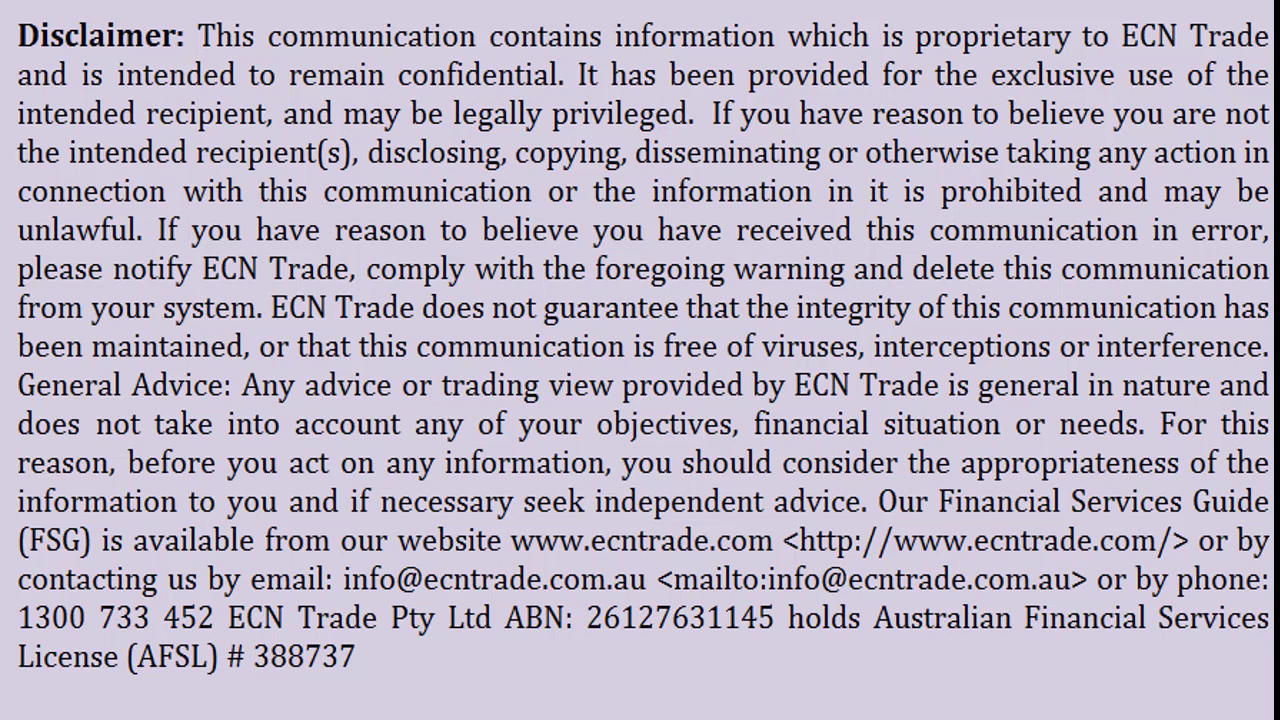 Disclaimer: This communication contains information which is proprietary to ECN Trade
and is intended to remain confidential. It has been provided for the exclusive use of the
intended recipient, and may be legally privileged. If you have reason to believe you are not
the intended recipient(s), disclosing, copying, disseminating or otherwise taking any action in
connection with this communication or the information in it is prohibited and may be
unlawful. If you have reason to believe you have received this communication in error,
please notify ECN Trade, comply with the foregoing warning and delete this communication
from your system. ECN Trade does not guarantee that the integrity of this communication has
been maintained, or that this communication is free of viruses, interceptions or interference.
General Advice: Any advice or trading view provided by ECN Trade is general in nature and
does not take into account any of your objectives, financial situation or needs. For this
reason, before you act on any information, you should consider the appropriateness of the
information to you and if necessary seek independent advice. Our Financial Services Guide
(FSG) is available from our website www.ecntrade.com <http://www.ecntrade.com/> or by
contacting us by email: info@ecntrade.com.au <mailto:info@ecntrade.com.au> or by phone:
1300 733 452 ECN Trade Pty Ltd ABN: 26127631145 holds Australian Financial Services
License (AFSL) # 388737